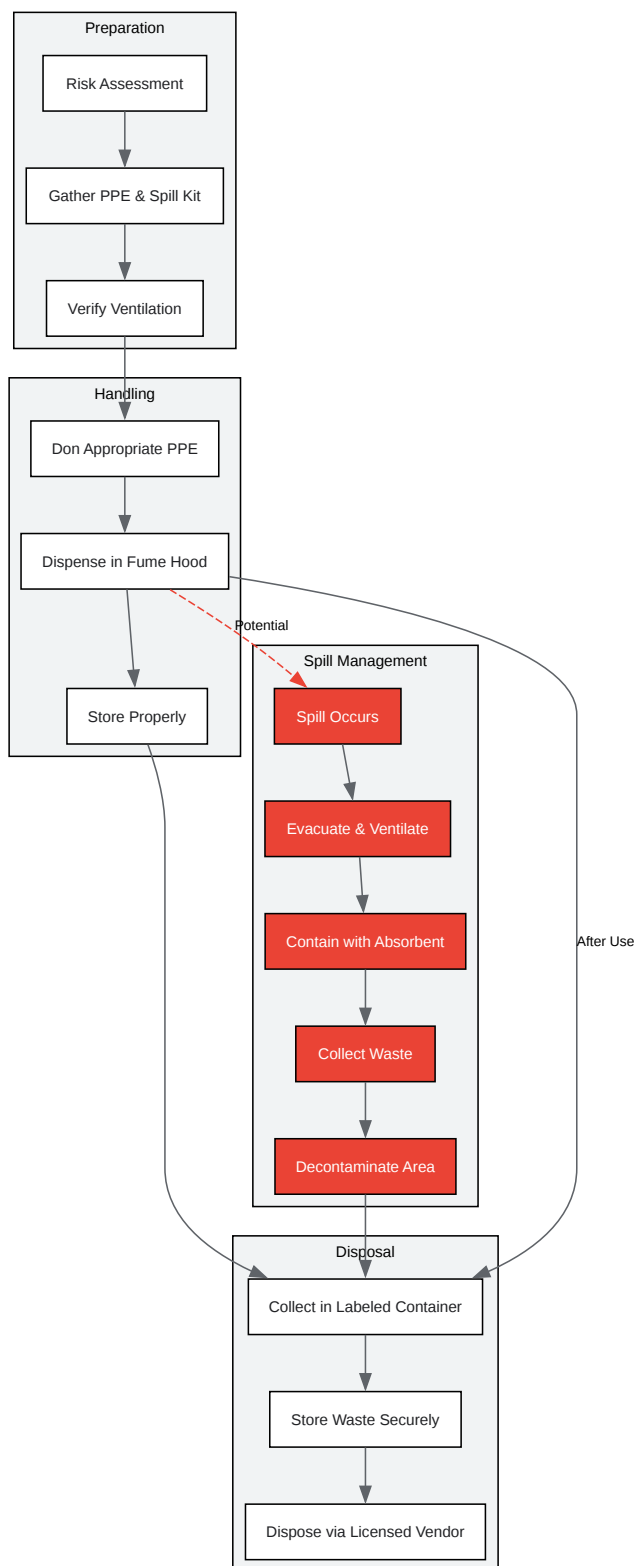 Preparation
Risk Assessment
Gather PPE & Spill Kit
Verify Ventilation
Handling
Don Appropriate PPE
Dispense in Fume Hood
Potential
Spill Management
Spill Occurs
Store Properly
Evacuate & Ventilate
Contain with Absorbent
After Use
Collect Waste
Decontaminate Area
Disposal
Collect in Labeled Container
Store Waste Securely
Dispose via Licensed Vendor